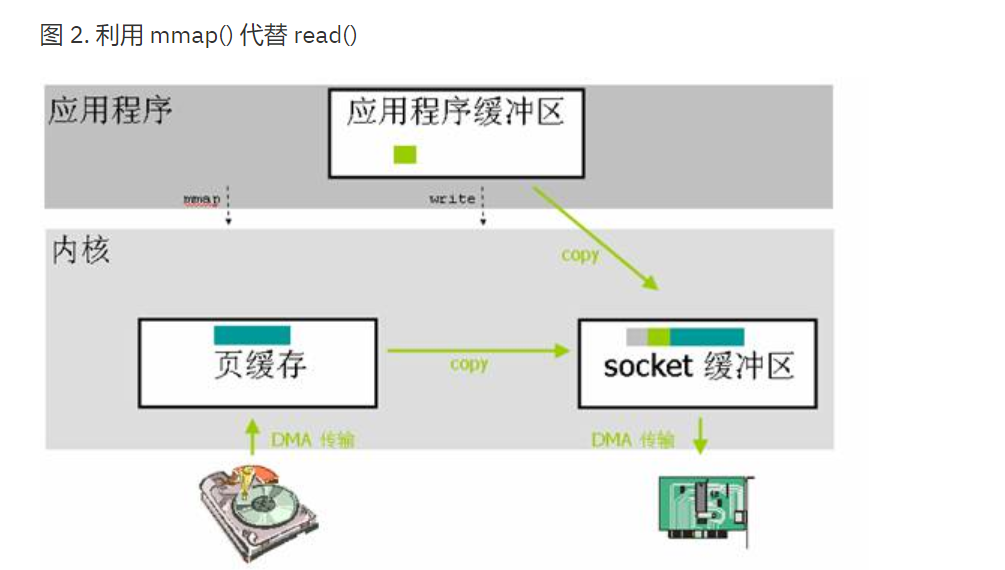 图 2. 利用 mmap() 代替 read()
应用程序
应用程序缓冲区
mmap
write
copy
内核
页缓存
copy
socket 缓冲区
DMA 传输
DMA 传输